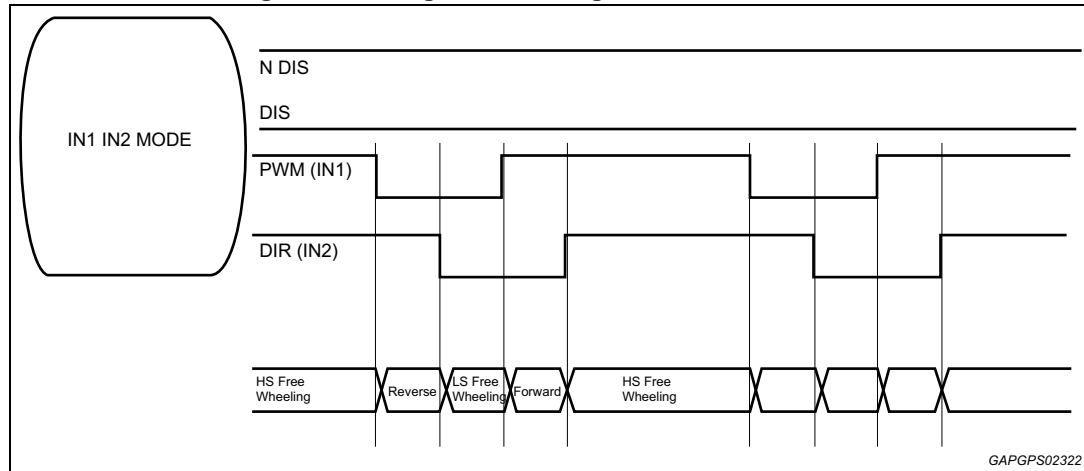 N DIS
DIS
IN1 IN2 MODE
PWM (IN1)
DIR (IN2)
HS Free
Wheeling
Reverse
LS Free
Wheeling
Forward
HS Free
Wheeling
GAPGPS02322